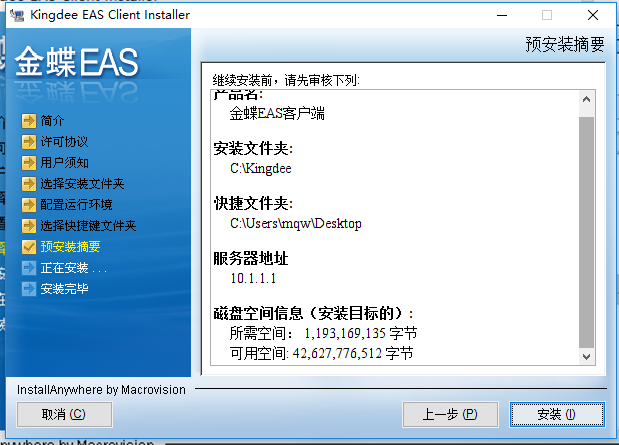 Kingdee EAS Client Installer
预安装摘要
金蝶EAS
简介
许可协议
用户须知
选择安装文件夹
配置运行环境
选择快捷键文件夹
预安装摘要
正在安装 . . .
安装完毕
继续安装前，请先审核下列:
产品名:
金蝶EAS客户端
安装文件夹:
C:\Kingdee
快捷文件夹:
C:\Users\mqw\Desktop
服务器地址
10.1.1.1
磁盘空间信息（安装目标的）:
所需空间： 1,193,169,135 字节
可用空间: 42,627,776,512 字节
InstallAnywhere by Macrovision
取消 (C)
上一步 (P)
安装 (I)